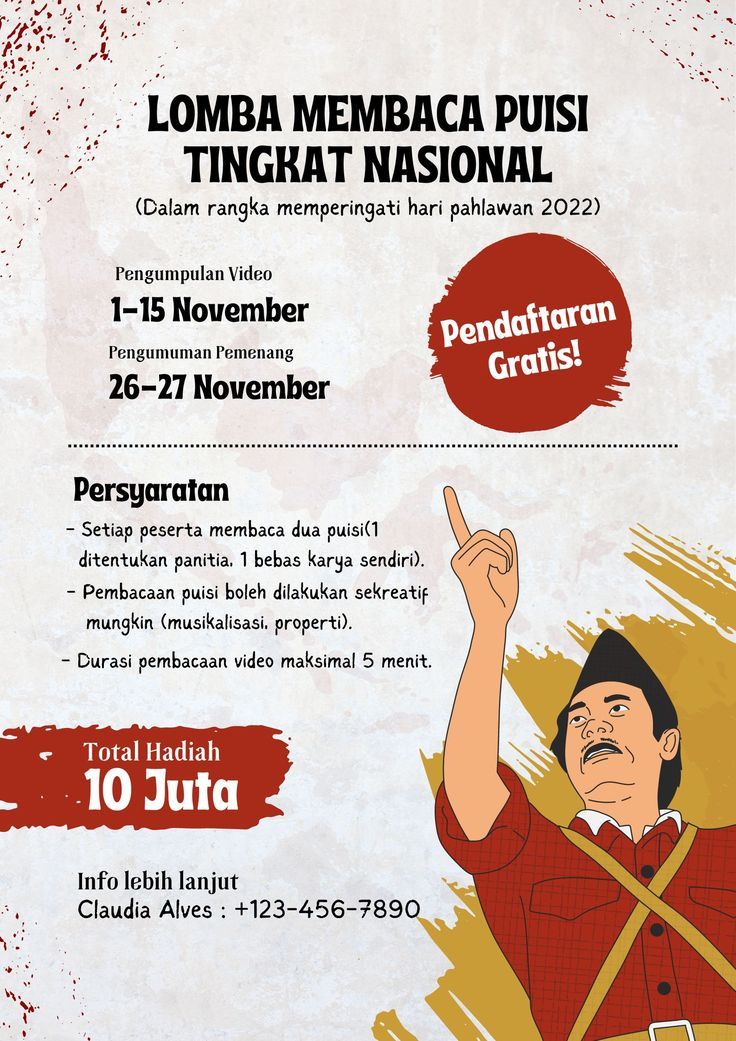 LOMBA MEMBACA PUISI
TINGKAT NASIONAL
(Dalam rangka memperingati hari pahlawan 2022)
Pengumpulan Video
1-15 November
Pengumuman Pemenang
26-27 November
Pendaftaran
Gratis!
Persyaratan
- Setiap peserta membaca dua puisi(1
ditentukan panitia, 1 bebas karya sendiri).
- Pembacaan puisi boleh dilakukan sekreatif
mungkin (musikalisasi, properti).
- Durasi pembacaan video maksimal 5 menit.
Total Hadiah
10 Juta
Info lebih lanjut
Claudia Alves : +123-456-7890